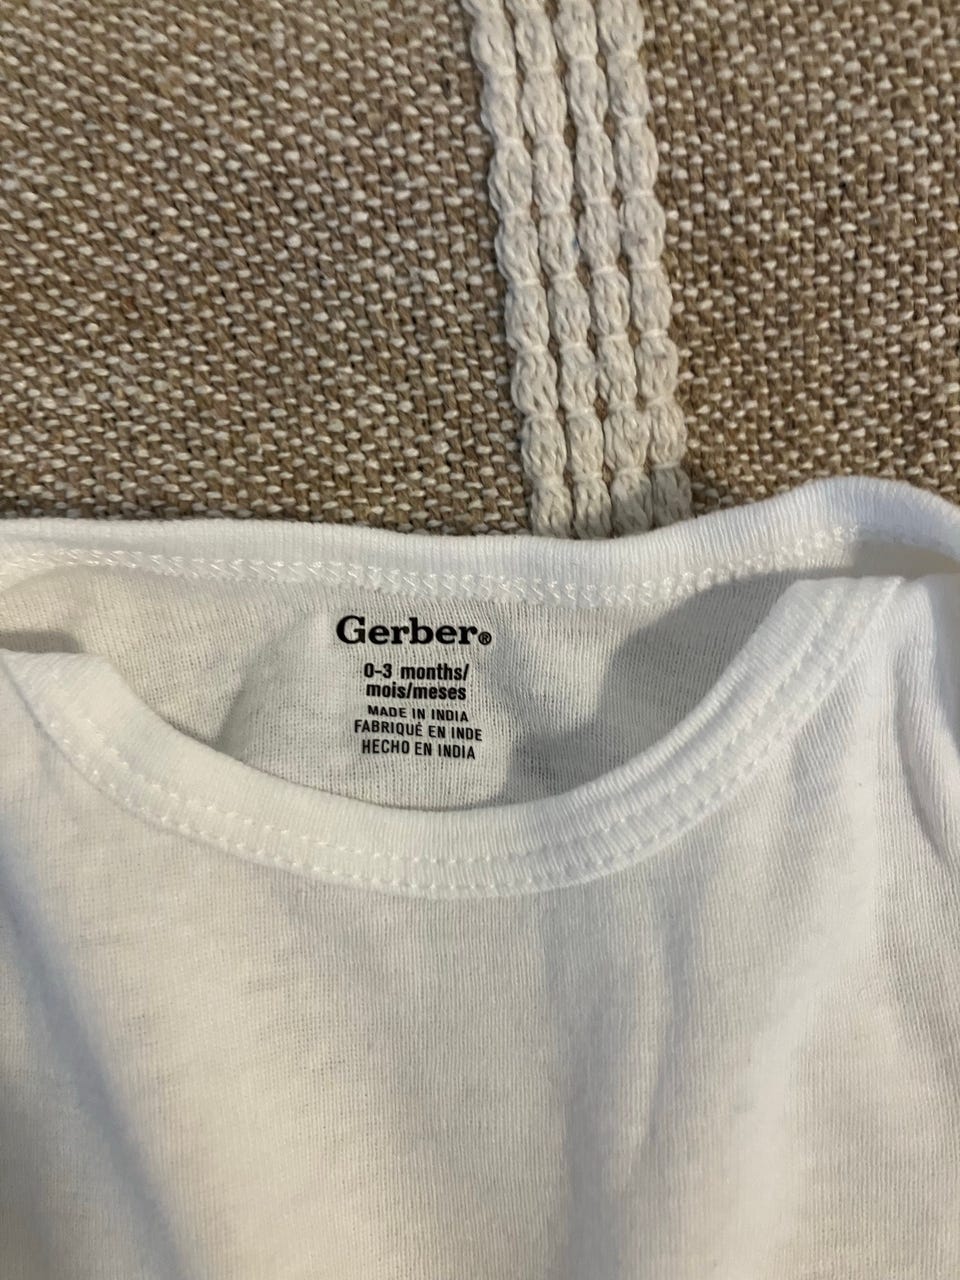 Gerber®
0-3 months/
mois/meses
MADE IN INDIA
FABRIQUÉ EN INDE
HECHO EN INDIA